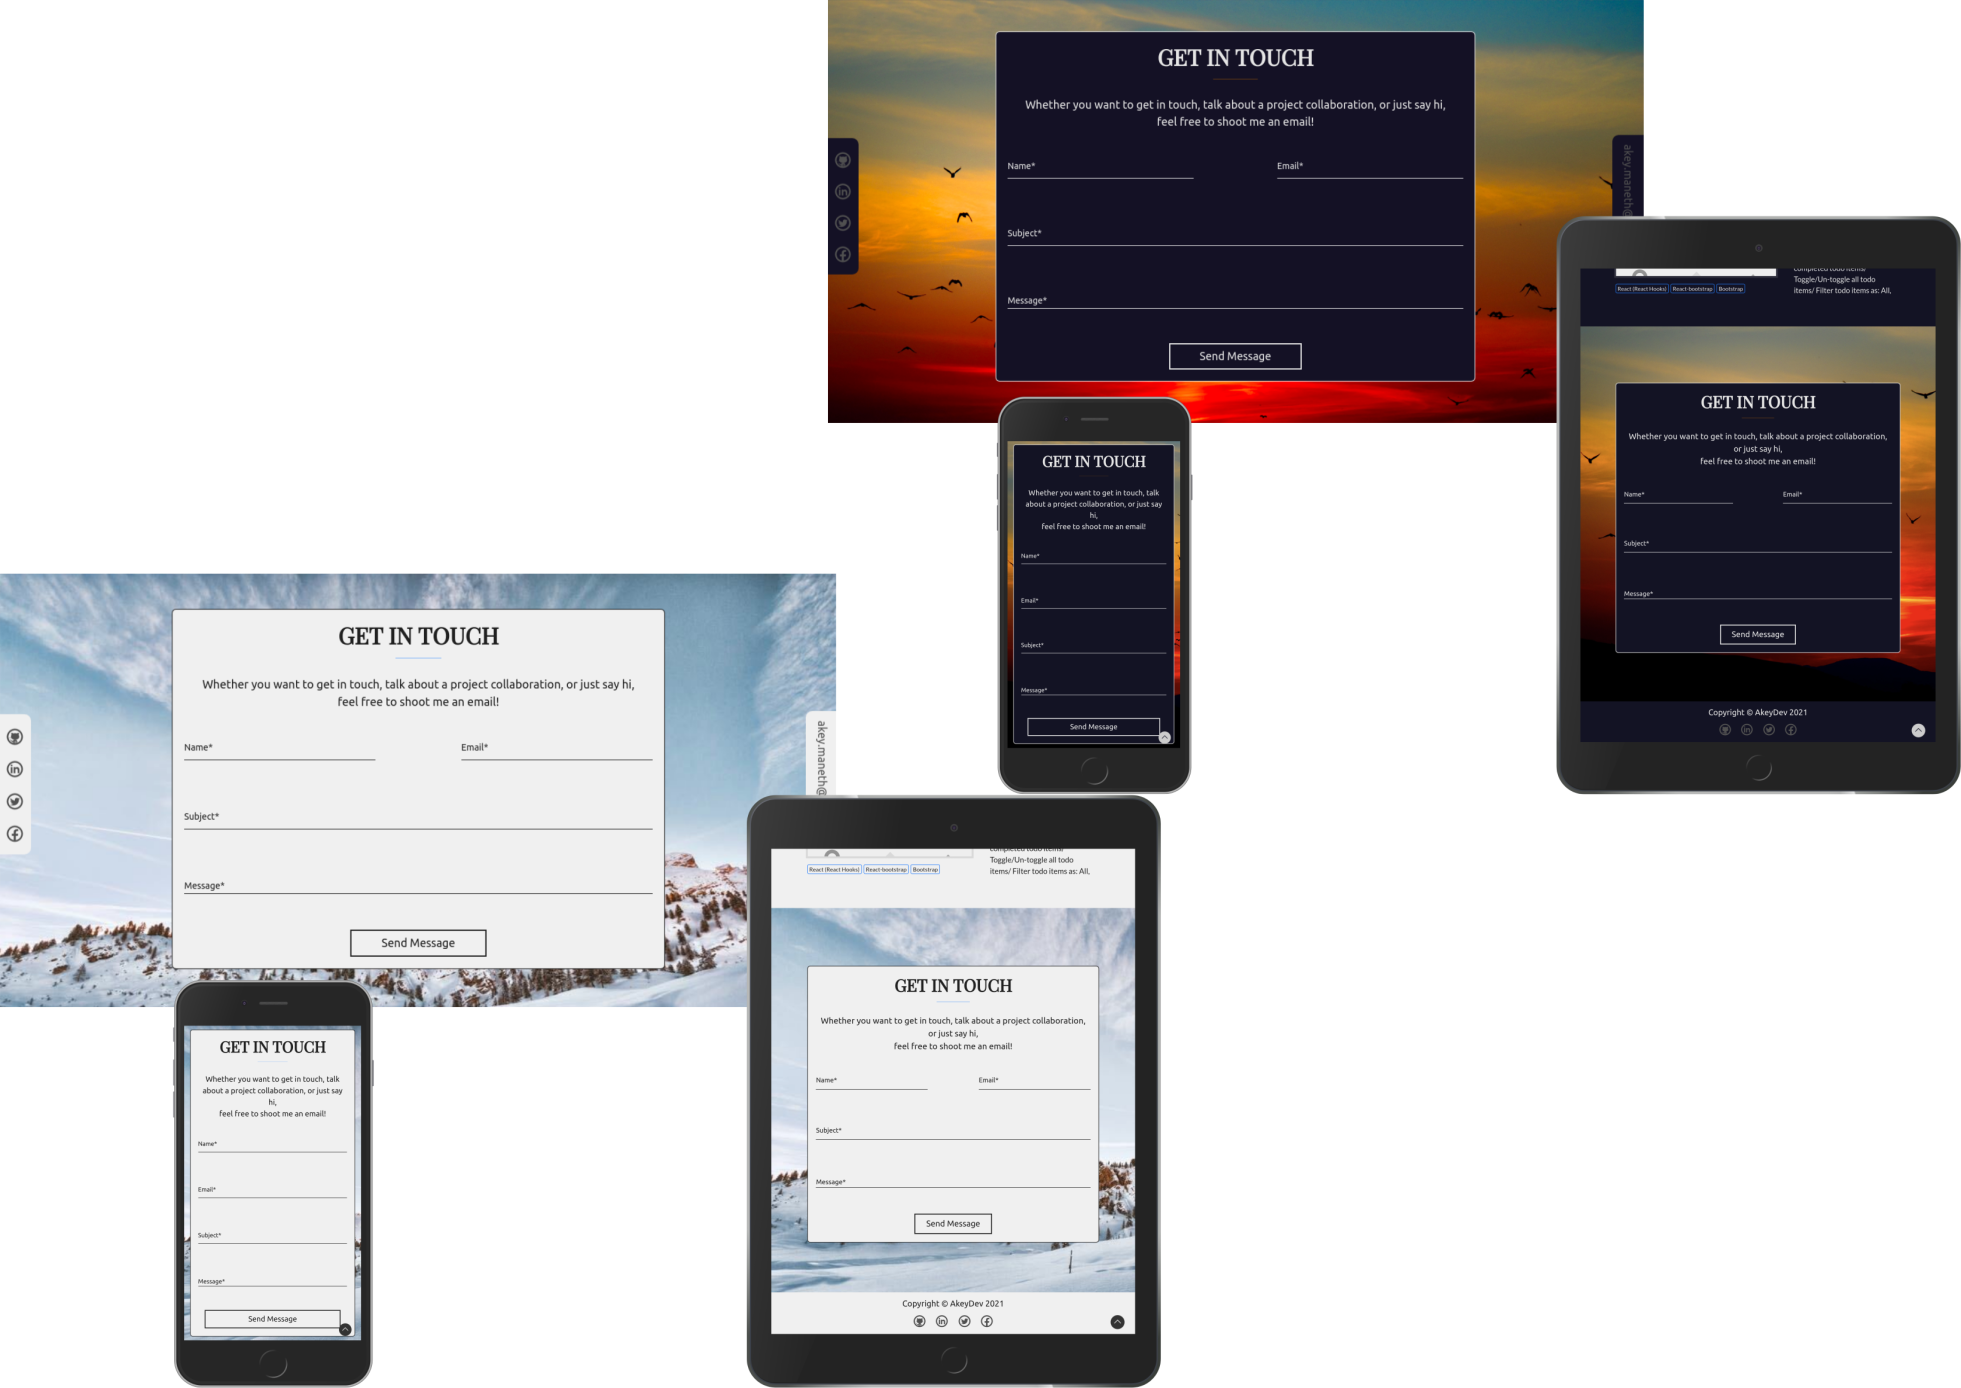 GET IN TOUCH
Whether you want to get in touch, talk about a project collaboration, or just say hi,
feel free to shoot me an email!
Name*
Email*
Subject*
Message*
Send Message
akey.maneth@
completed todo items/
Toggle/Un-toggle all todo
items/ Filter todo items as: All,
React (React Hooks) React-bootstrap Bootstrap
GET IN TOUCH
Whether you want to get in touch, talk about a project collaboration,
or just say hi,
feel free to shoot me an email!
Name*
Email*
Subject*
Message*
Send Message
Copyright © AkeyDev 2021
GET IN TOUCH
Whether you want to get in touch, talk
about a project collaboration, or just say
hi,
feel free to shoot me an email!
Name*
Email*
Subject*
Message*
Send Message
GET IN TOUCH
Whether you want to get in touch, talk about a project collaboration, or just say hi,
feel free to shoot me an email!
Name*
Email*
Subject*
Message*
Send Message
akey.maneth@
completed todo items/
Toggle/Un-toggle all todo
items/ Filter todo items as: All,
React (React Hooks) React-bootstrap Bootstrap
GET IN TOUCH
Whether you want to get in touch, talk about a project collaboration,
or just say hi,
feel free to shoot me an email!
Name*
Email*
Subject*
Message*
Send Message
Copyright © AkeyDev 2021
GET IN TOUCH
Whether you want to get in touch, talk
about a project collaboration, or just say
hi,
feel free to shoot me an email!
Name*
Email*
Subject*
Message*
Send Message